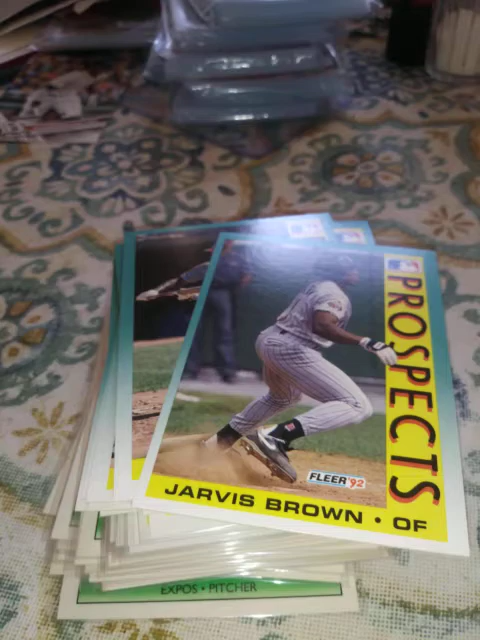 PROSPECTS
FLEER '92
JARVIS BROWN • OF
EXPOS • PITCHER